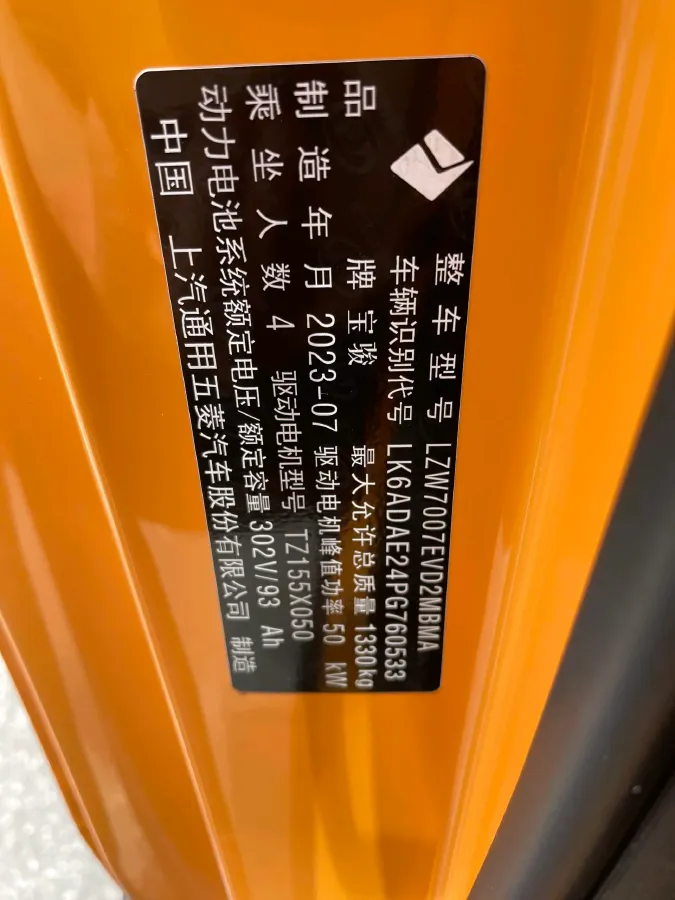 整车型号 LZW7007EVD2MBMA
车辆识别代号 LK6ADAE24PG760533
品牌 宝骏 最大允许总质量 1330kg
制造年月 2023-07 驱动电机峰值功率 50 kW
乘坐人数 4 驱动电机型号 TZ155X050
动力电池系统额定电压/额定容量 302V/93 Ah
中国 上汽通用五菱汽车股份有限公司 制造